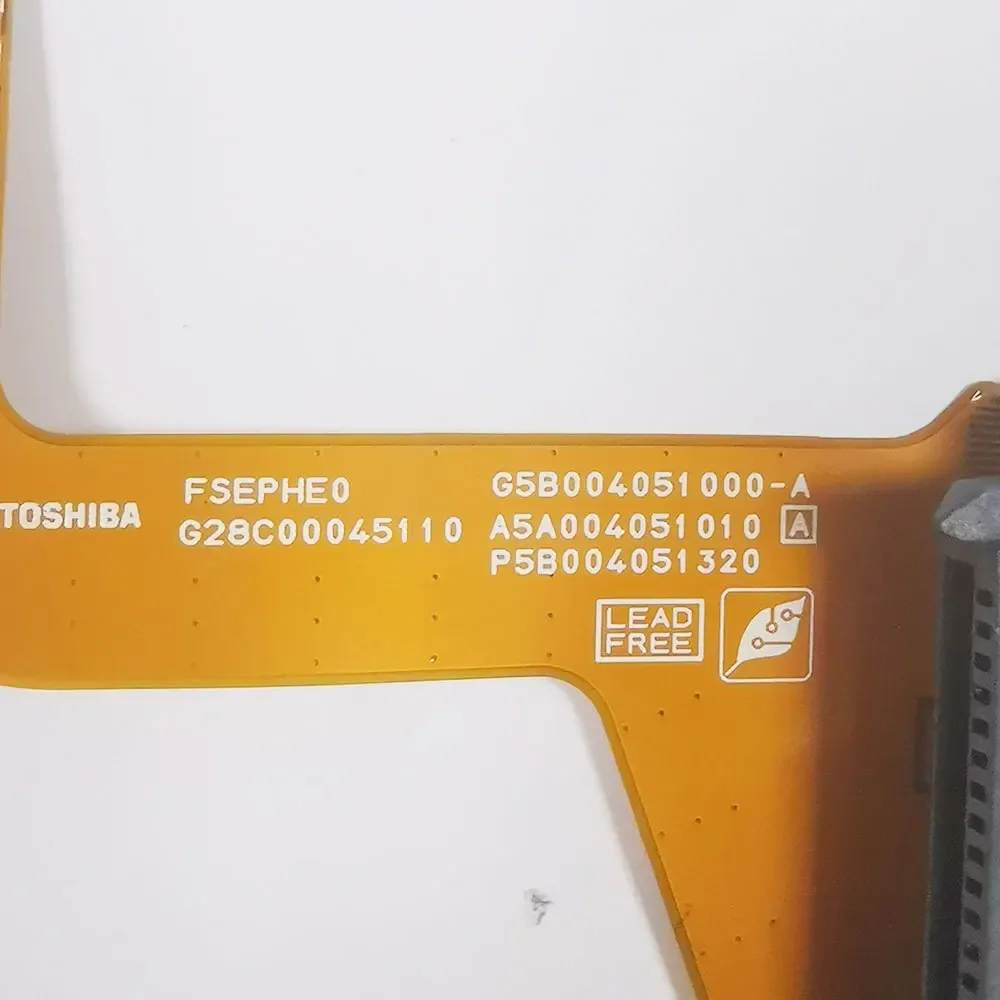 TOSHIBA
FSEPHE0
G28C00045110
G5B004051000-A
A5A004051010 A
P5B004051320
LEAD
FREE